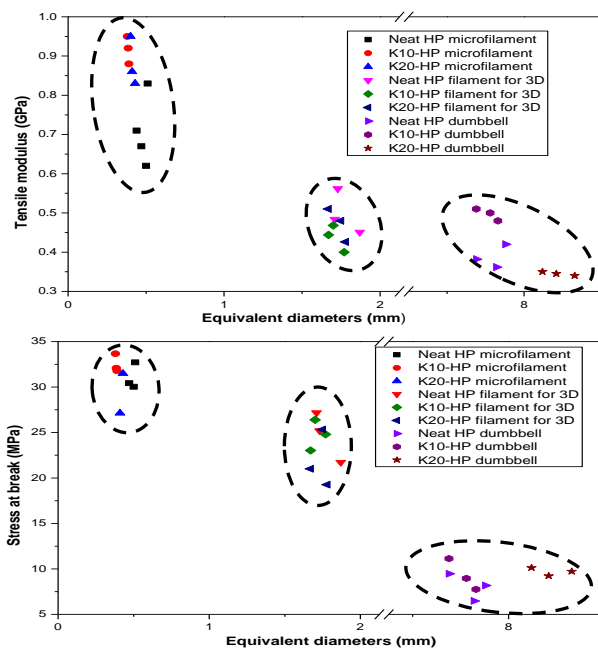 1.0
0.9
0.8
0.7
0.6
0.5
0.4
0.3
Tensile modulus (GPa)
Neat HP microfilament
K10-HP microfilament
K20-HP microfilament
Neat HP filament for 3D
K10-HP filament for 3D
K20-HP filament for 3D
Neat HP dumbbell
K10-HP dumbbell
K20-HP dumbbell
0 1 2 8
Equivalent diameters (mm)
35
30
25
20
15
10
5
Stress at break (MPa)
Neat HP microfilament
K10-HP microfilament
K20-HP microfilament
Neat HP filament for 3D
K10-HP filament for 3D
K20-HP filament for 3D
Neat HP dumbbell
K10-HP dumbbell
K20-HP dumbbell
0 1 2 8
Equivalent diameters (mm)